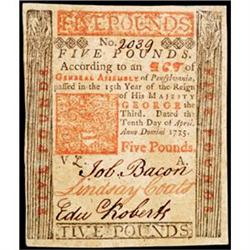 FIVE POUNDS.
No. 2039
FIVE POUNDS.
According to an ACT of
GENERAL ASSEMBLY of Pennsylvania,
passed in the 15th Year of the Reign
of His MAJESTY
GEORGE the
Third. Dated the
Tenth Day of April,
Anno Domini 1775.
Five Pounds.
V £. A.
Job. Bacon
Lindsay Coats
Edw Roberts
FIVE POUNDS.